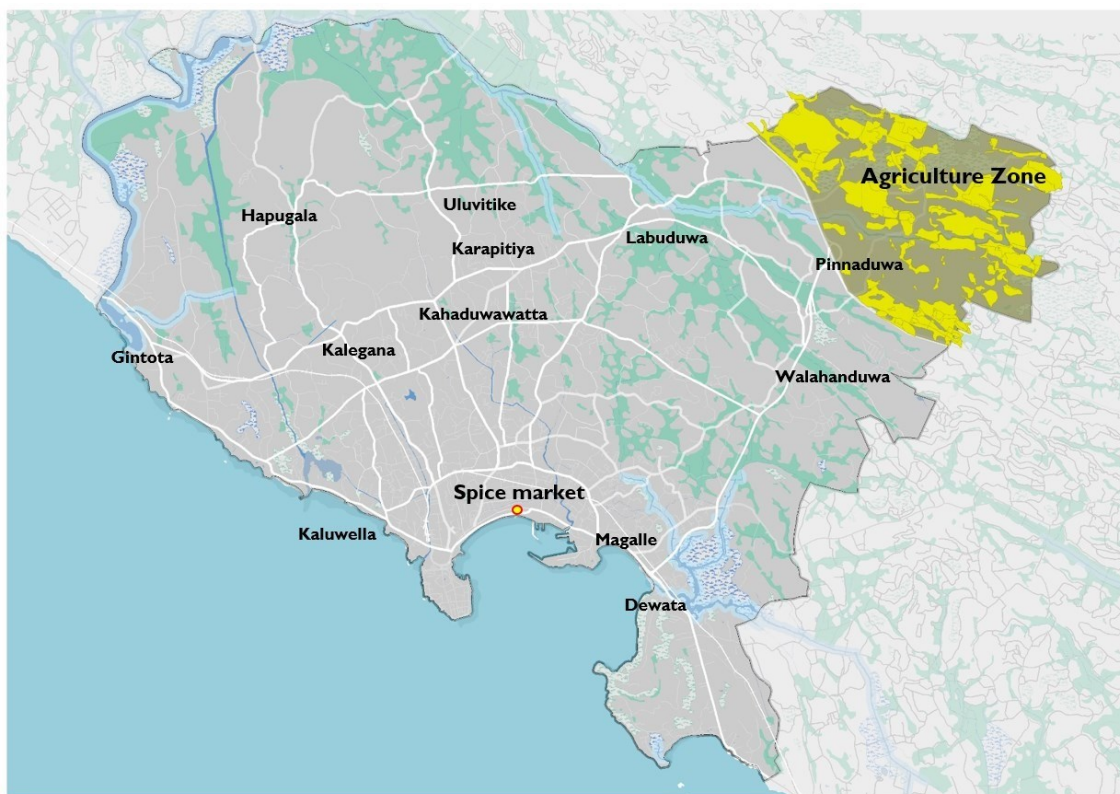 Agriculture Zone
Hapugala
Uluvitike
Karapitiya
Labuduwa
Pinnaduwa
Kahaduwawatta
Gintota
Kalegana
Walahanduwa
Spice market
Kaluwella
Magalle
Dewata